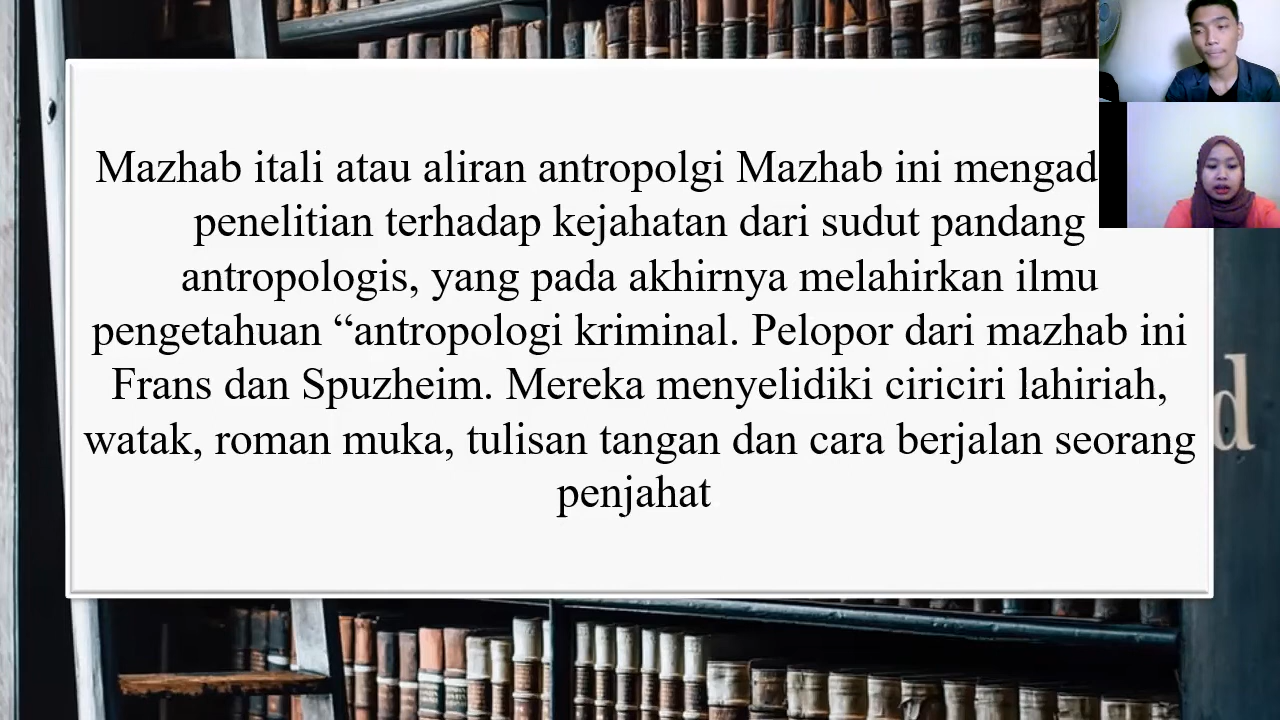 Mazhab itali atau aliran antropolgi Mazhab ini mengad
penelitian terhadap kejahatan dari sudut pandang
antropologis, yang pada akhirnya melahirkan ilmu
pengetahuan “antropologi kriminal. Pelopor dari mazhab ini
Frans dan Spuzheim. Mereka menyelidiki ciriciri lahiriah,
watak, roman muka, tulisan tangan dan cara berjalan seorang
penjahat
d